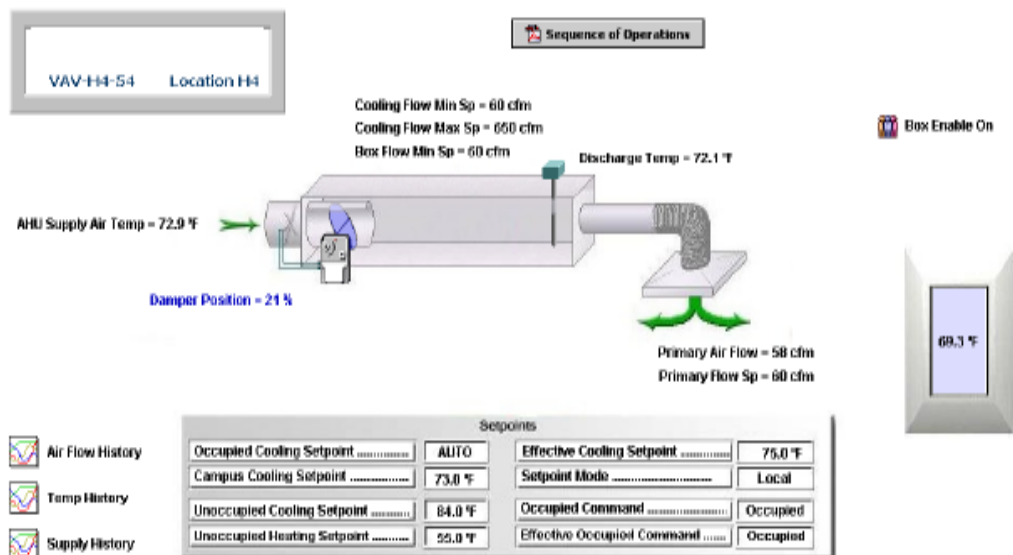 Sequence of Operations
VAV-H4-54 Location H4
Cooling Flow Min Sp = 60 cfm
Cooling Flow Max Sp = 650 cfm
Box Flow Min Sp = 60 cfm
Box Enable On
Discharge Temp = 72.1 °F
AHU Supply Air Temp = 72.9 °F
Damper Position = 21 %
69.3 °F
Primary Air Flow = 58 cfm
Primary Flow Sp = 60 cfm
Setpoints
Air Flow History
Occupied Cooling Setpoint .............. AUTO
Effective Cooling Setpoint ...................... 75.0 °F
Campus Cooling Setpoint ................ 73.0 °F
Setpoint Mode ........................... Local
Temp History
Unoccupied Cooling Setpoint .......... 84.0 °F
Occupied Command ...................... Occupied
Unoccupied Heating Setpoint .......... 55.0 °F
Effective Occupied Command ...... Occupied
Supply History